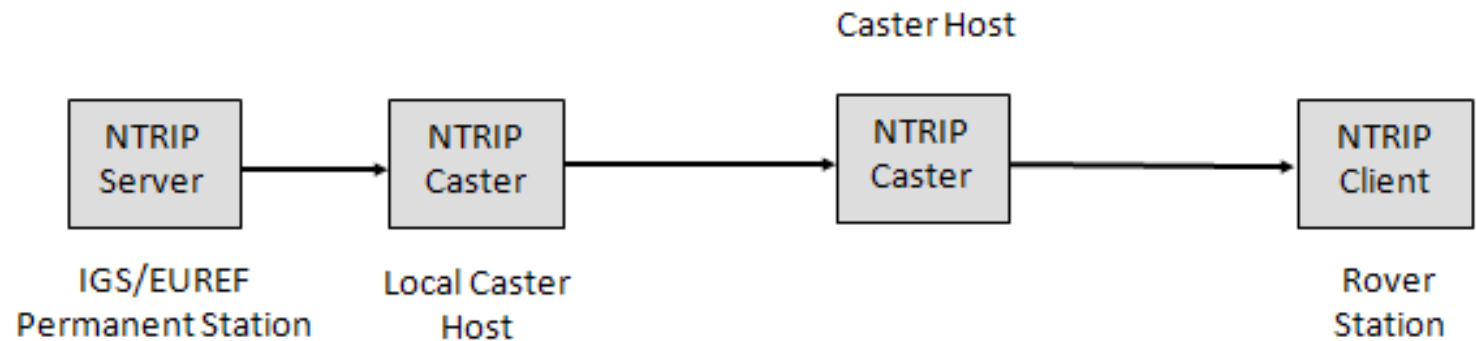 Caster Host
NTRIP
Server
NTRIP
Caster
NTRIP
Caster
NTRIP
Client
IGS/EUREF
Permanent Station
Local Caster
Host
Rover
Station